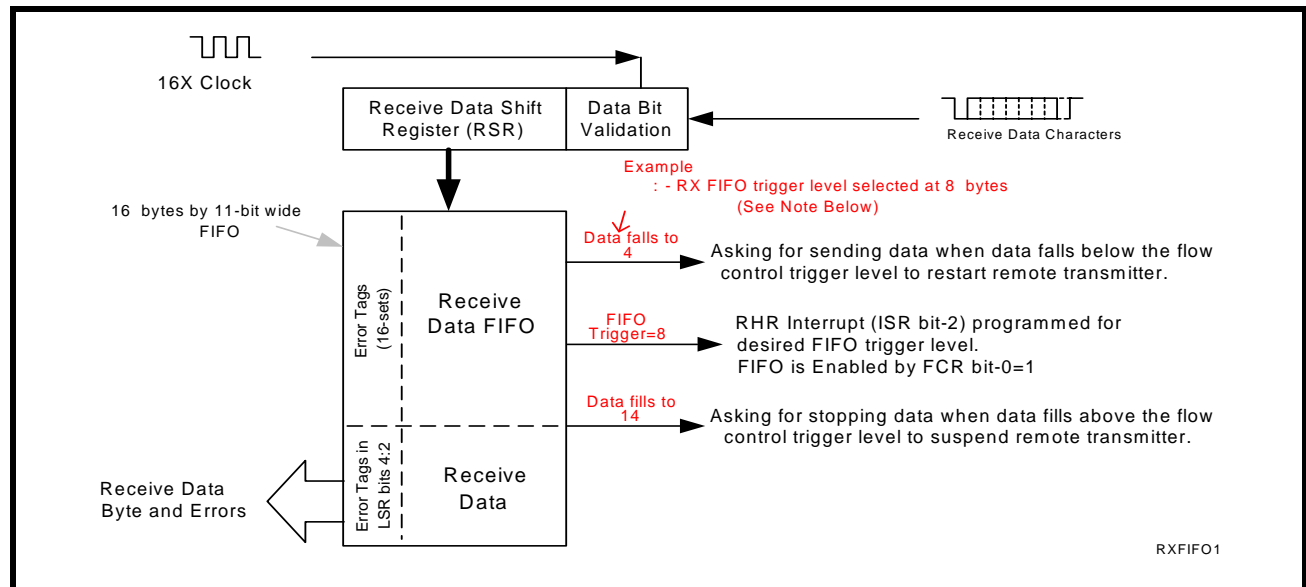 16X Clock
Receive Data Shift
Register (RSR)
Data Bit
Validation
Receive Data Characters
Example
: - RX FIFO trigger level selected at 8 bytes
(See Note Below)
16 bytes by 11-bit wide
FIFO
Error Tags
(16-sets)
Receive
Data FIFO
Data falls to
4
Asking for sending data when data falls below the flow
control trigger level to restart remote transmitter.
FIFO
Trigger=8
RHR Interrupt (ISR bit-2) programmed for
desired FIFO trigger level.
FIFO is Enabled by FCR bit-0=1
Data fills to
14
Asking for stopping data when data fills above the flow
control trigger level to suspend remote transmitter.
Error Tags in
LSR bits 4:2
Receive
Data
Receive Data
Byte and Errors
RXFIFO1